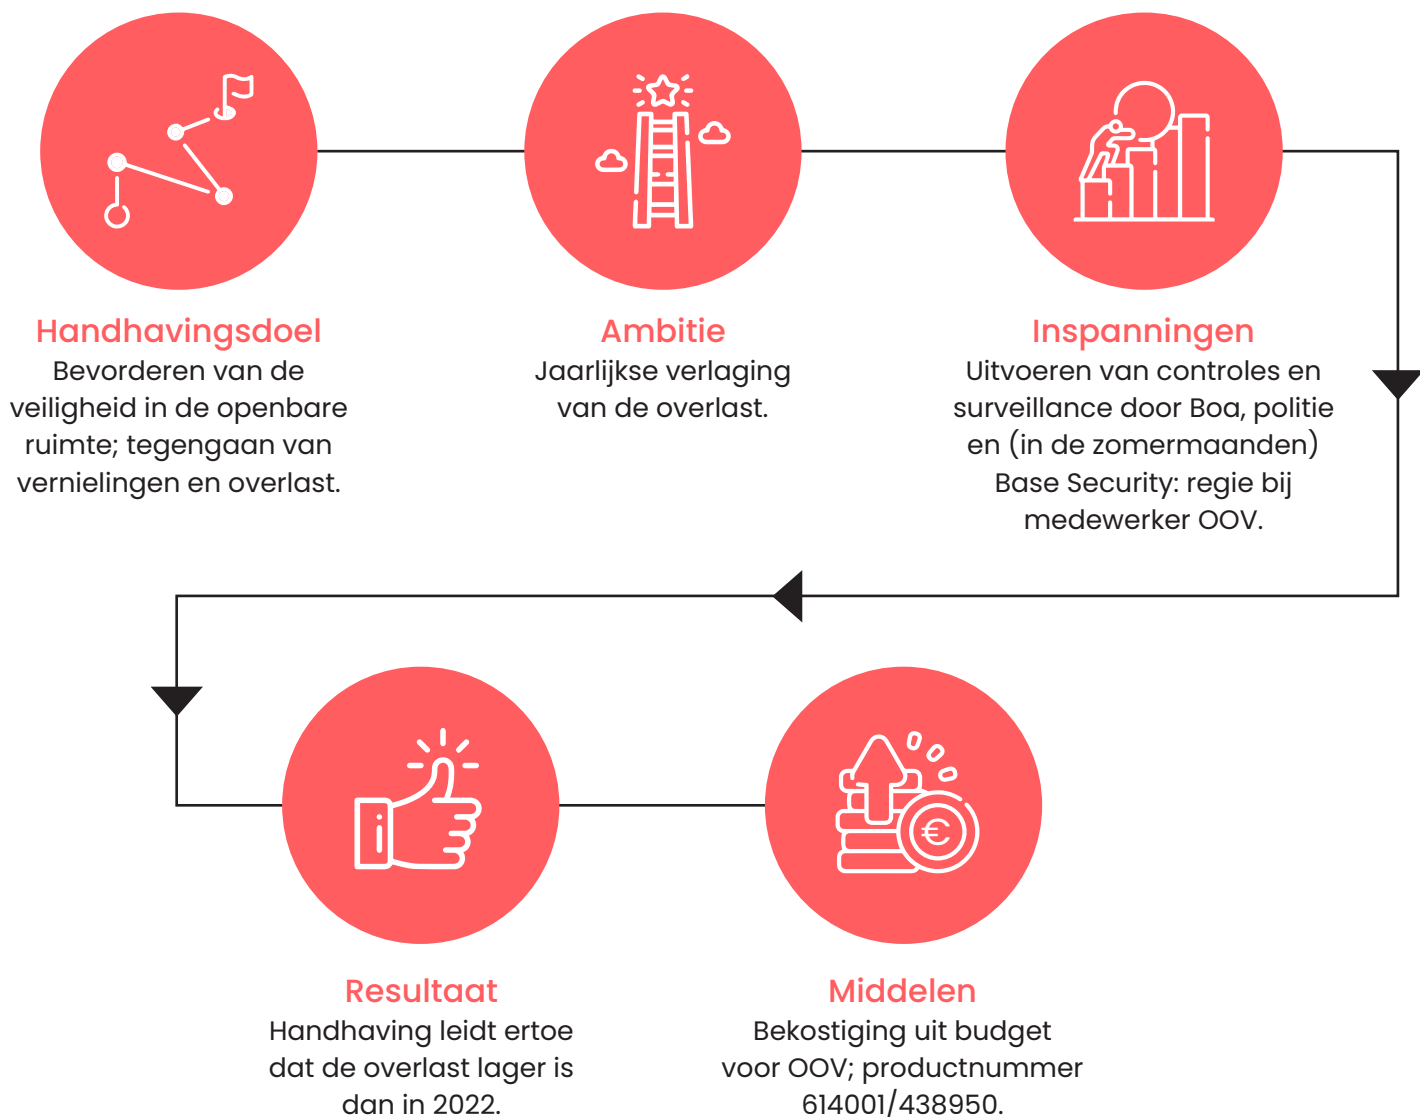 Handhavingsdoel
Bevorderen van de
veiligheid in de openbare
ruimte; tegengaan van
vernielingen en overlast.
Ambitie
Jaarlijkse verlaging
van de overlast.
Inspanningen
Uitvoeren van controles en
surveillance door Boa, politie
en (in de zomermaanden)
Base Security: regie bij
medewerker OOV.
Resultaat
Handhaving leidt ertoe
dat de overlast lager is
dan in 2022.
Middelen
Bekostiging uit budget
voor OOV; productnummer
614001/438950.